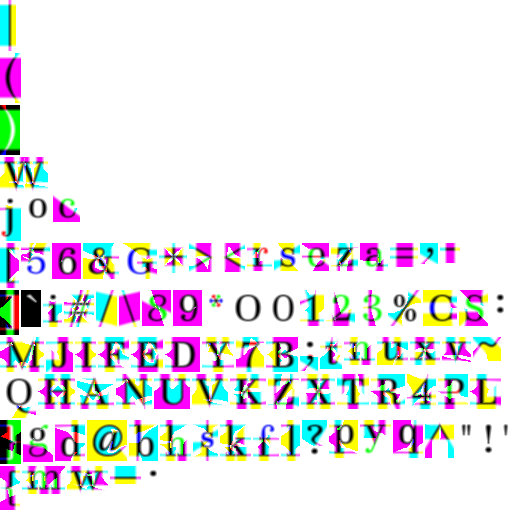 |
(
)
W
j o c
[ 5 6 & G + > < r s e z a = , -
{ ` i # / \ 8 9 * O 0 1 2 3 % C S :
M J I F E D Y 7 B ; t n u x v ~
Q H A N U V K Z X T R 4 P L
g d @ b h $ k f ] ? p y q ^ " ! '
{ m w — .